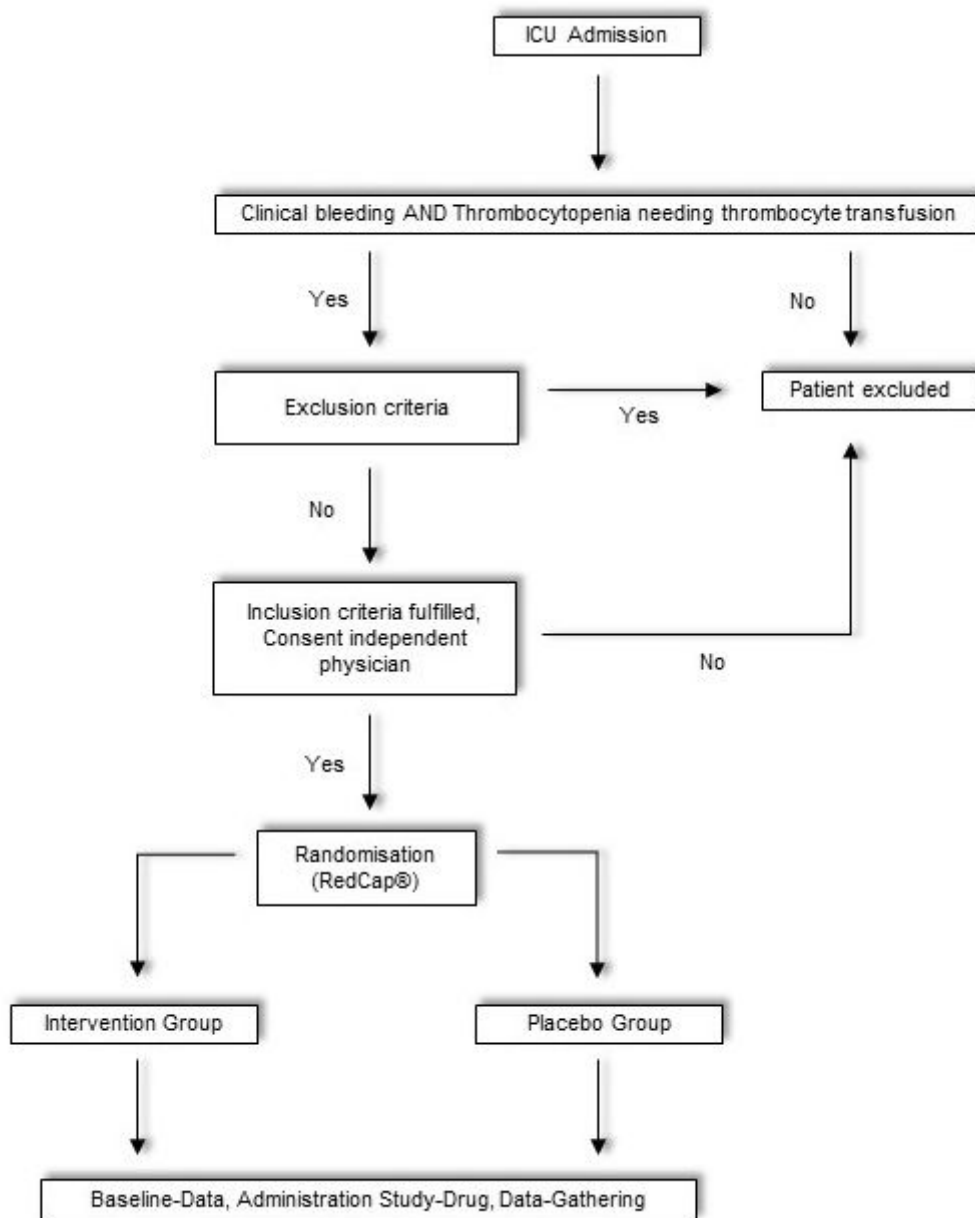 ICU Admission
Clinical bleeding AND Thrombocytopenia needing thrombocyte transfusion
Yes
No
Exclusion criteria
Yes
Patient excluded
No
Inclusion criteria fulfilled,
Consent independent
physician
No
Yes
Randomisation
(RedCap®)
Intervention Group
Placebo Group
Baseline-Data, Administration Study-Drug, Data-Gathering